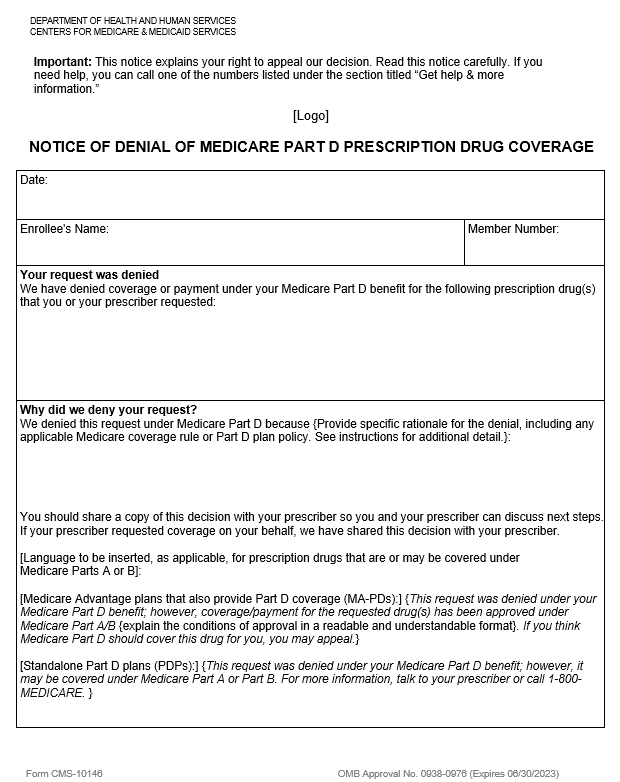 DEPARTMENT OF HEALTH AND HUMAN SERVICES
CENTERS FOR MEDICARE & MEDICAID SERVICES
Important: This notice explains your right to appeal our decision. Read this notice carefully. If you
need help, you can call one of the numbers listed under the section titled “Get help & more
information.”
[Logo]
NOTICE OF DENIAL OF MEDICARE PART D PRESCRIPTION DRUG COVERAGE
Date:
Enrollee's Name:
Member Number:
Your request was denied
We have denied coverage or payment under your Medicare Part D benefit for the following prescription drug(s)
that you or your prescriber requested:
Why did we deny your request?
We denied this request under Medicare Part D because {Provide specific rationale for the denial, including any
applicable Medicare coverage rule or Part D plan policy. See instructions for additional detail.}:
You should share a copy of this decision with your prescriber so you and your prescriber can discuss next steps.
If your prescriber requested coverage on your behalf, we have shared this decision with your prescriber.
[Language to be inserted, as applicable, for prescription drugs that are or may be covered under
Medicare Parts A or B]:
[Medicare Advantage plans that also provide Part D coverage (MA-PDs):] {This request was denied under your
Medicare Part D benefit; however, coverage/payment for the requested drug(s) has been approved under
Medicare Part A/B {explain the conditions of approval in a readable and understandable format}. If you think
Medicare Part D should cover this drug for you, you may appeal.}
[Standalone Part D plans (PDPs):] {This request was denied under your Medicare Part D benefit; however, it
may be covered under Medicare Part A or Part B. For more information, talk to your prescriber or call 1-800-
MEDICARE. }
Form CMS-10146
OMB Approval No. 0938-0976 (Expires 06/30/2023)